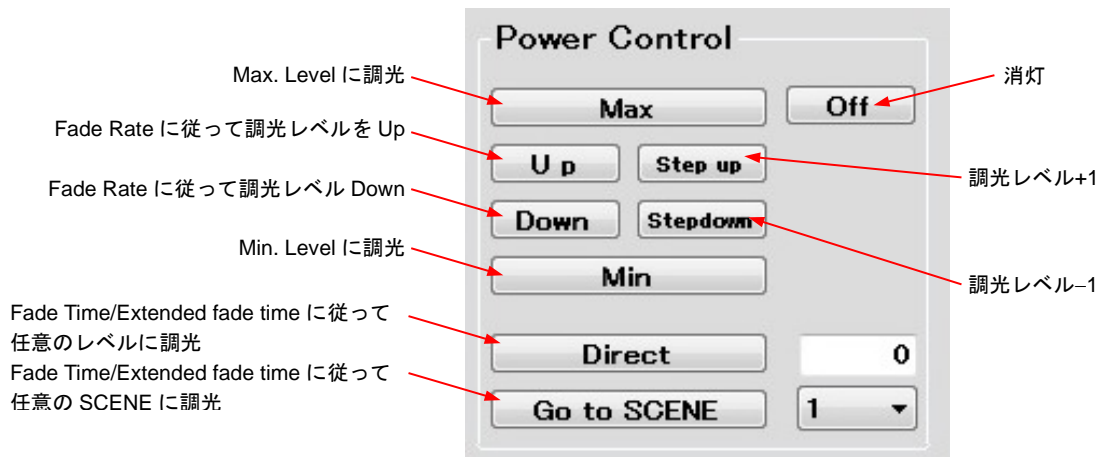 Power Control
Max. Level に調光
消灯
Max
Off
Fade Rate に従って調光レベルを Up
U p
Step up
調光レベル+1
Fade Rate に従って調光レベル Down
Down
Stepdown
Min. Level に調光
Min
調光レベル−1
Fade Time/Extended fade time に従って
任意のレベルに調光
Direct
0
Fade Time/Extended fade time に従って
任意の SCENE に調光
Go to SCENE
1